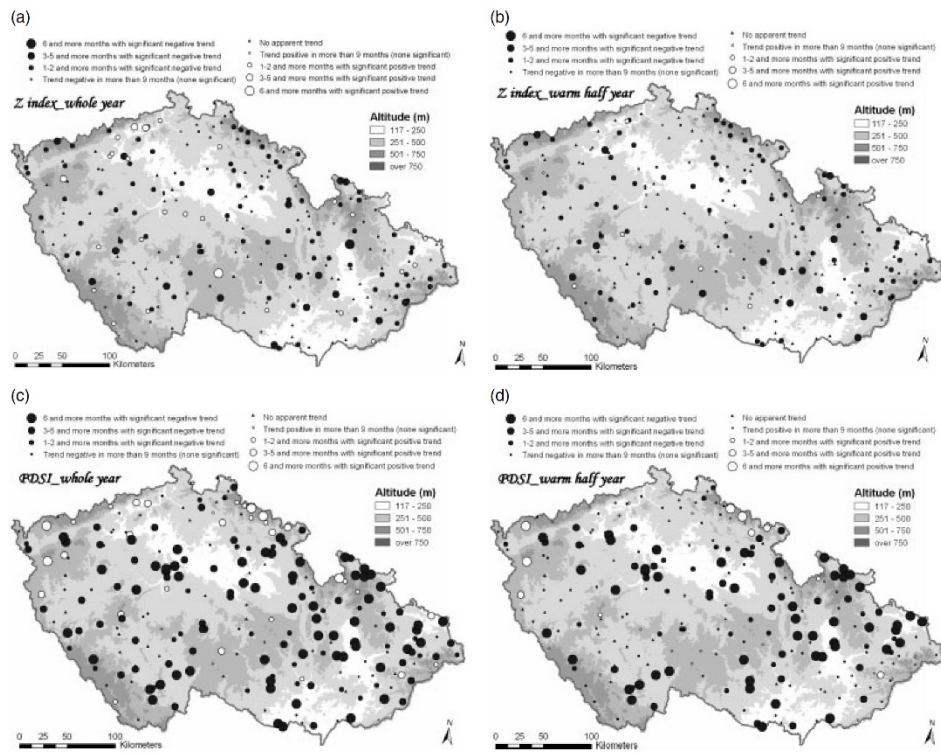 (a)
6 and more months with significant negative trend
3-5 and more months with significant negative trend
1-2 and more months with significant negative trend
Trend negative in more than 9 months (none significant)
No apparent trend
Trend positive in more than 9 months (none significant)
1-2 and more months with significant positive trend
3-5 and more months with significant positive trend
6 and more months with significant positive trend
Z index_whole year
Altitude (m)
117 - 250
251 - 500
501 - 750
over 750
0 25 50 100
Kilometers
N
(b)
6 and more months with significant negative trend
3-5 and more months with significant negative trend
1-2 and more months with significant negative trend
Trend negative in more than 9 months (none significant)
No apparent trend
Trend positive in more than 9 months (none significant)
1-2 and more months with significant positive trend
3-5 and more months with significant positive trend
6 and more months with significant positive trend
Z index_warm half year
Altitude (m)
117 - 250
251 - 500
501 - 750
over 750
0 25 50 100
Kilometers
N
(c)
6 and more months with significant negative trend
3-5 and more months with significant negative trend
1-2 and more months with significant negative trend
Trend negative in more than 9 months (none significant)
No apparent trend
Trend positive in more than 9 months (none significant)
1-2 and more months with significant positive trend
3-5 and more months with significant positive trend
6 and more months with significant positive trend
PDSI_whole year
Altitude (m)
117 - 250
251 - 500
501 - 750
over 750
0 25 50 100
Kilometers
N
(d)
6 and more months with significant negative trend
3-5 and more months with significant negative trend
1-2 and more months with significant negative trend
Trend negative in more than 9 months (none significant)
No apparent trend
Trend positive in more than 9 months (none significant)
1-2 and more months with significant positive trend
3-5 and more months with significant positive trend
6 and more months with significant positive trend
PDSI_warm half year
Altitude (m)
117 - 250
251 - 500
501 - 750
over 750
0 25 50 100
Kilometers
N